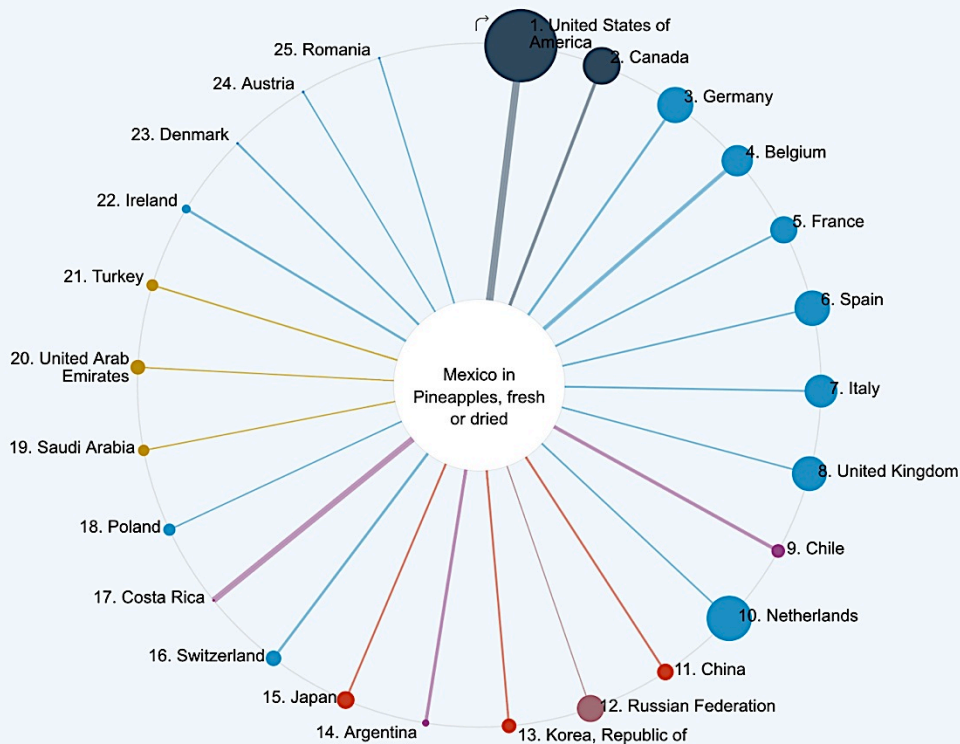 1. United States of
America
2. Canada
3. Germany
4. Belgium
5. France
6. Spain
7. Italy
8. United Kingdom
9. Chile
10. Netherlands
11. China
12. Russian Federation
13. Korea, Republic of
14. Argentina
15. Japan
16. Switzerland
17. Costa Rica
18. Poland
19. Saudi Arabia
20. United Arab
Emirates
21. Turkey
22. Ireland
23. Denmark
24. Austria
25. Romania
Mexico in
Pineapples, fresh
or dried